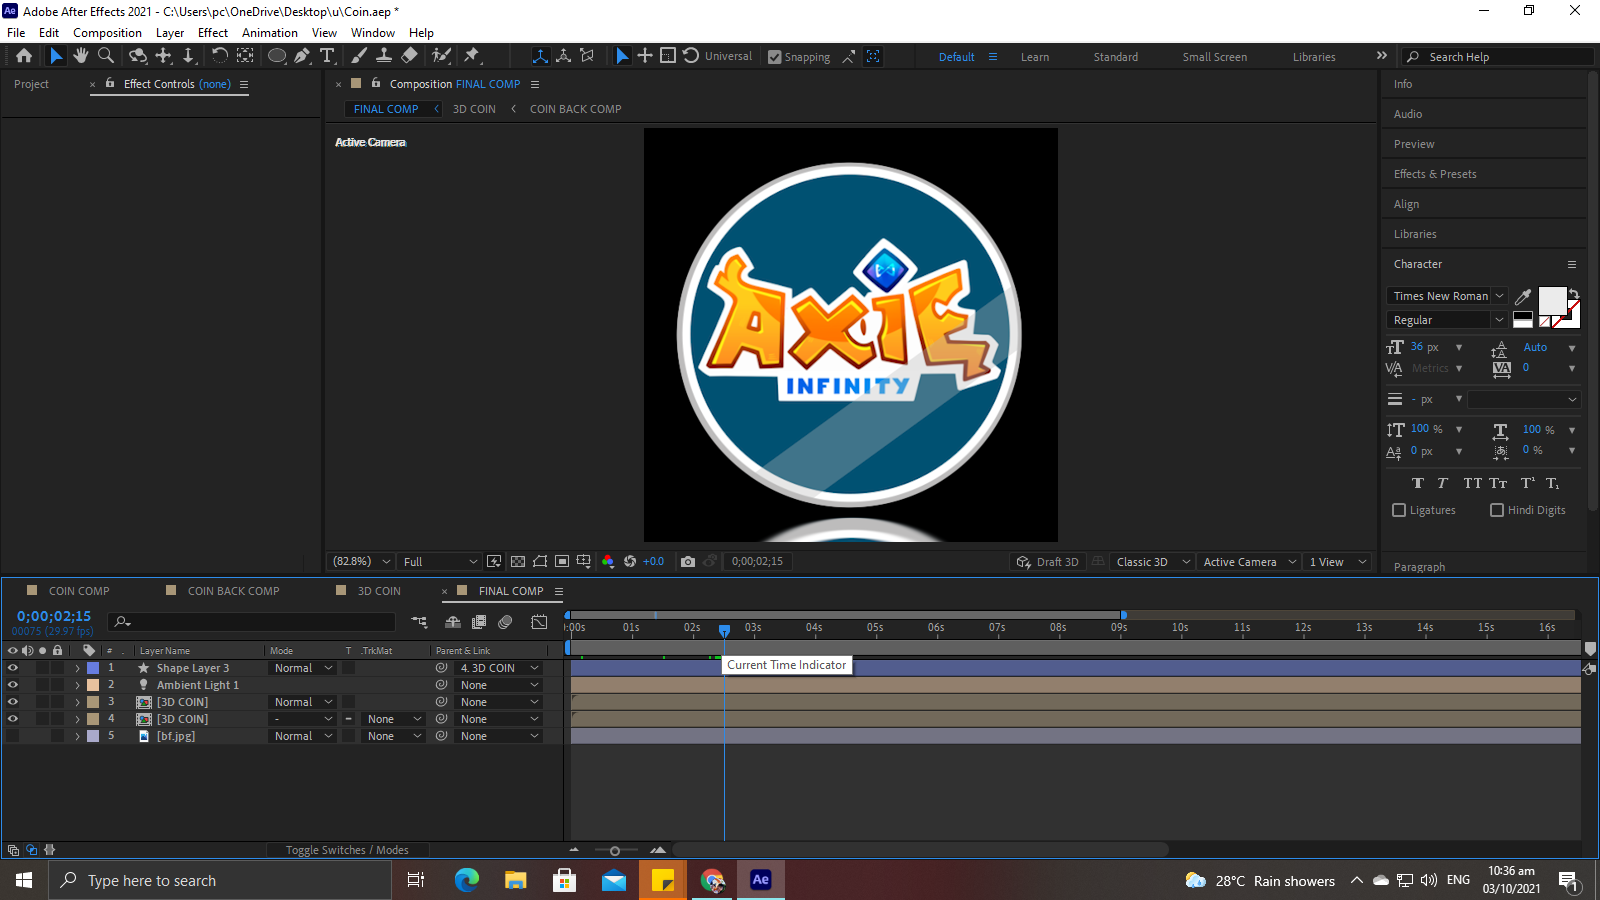 Adobe After Effects 2021 - C:\Users\pc\OneDrive\Desktop\u\Coin.aep *
File Edit Composition Layer Effect Animation View Window Help
Universal Snapping Default Learn Standard Small Screen Libraries Search Help
Project Effect Controls (none) Composition FINAL COMP
FINAL COMP 3D COIN COIN BACK COMP
Active Camera
AXIE
INFINITY
(82.8%) Full +0.0 0;00;02;15 Draft 3D Classic 3D Active Camera 1 View
Info
Audio
Preview
Effects & Presets
Align
Libraries
Character
Times New Roman
Regular
36 px Auto
Metrics 0
- px
100 % 100 %
0 px 0 %
T T TT Tt T¹ T₁
Ligatures Hindi Digits
Paragraph
COIN COMP COIN BACK COMP 3D COIN FINAL COMP
0;00;02;15
00075 (29.97 fps)
:00s 01s 02s 03s 04s 05s 06s 07s 08s 09s 10s 11s 12s 13s 14s 15s 16s
# Layer Name Mode T .TrkMat Parent & Link
1 Shape Layer 3 Normal 4. 3D COIN
2 Ambient Light 1 None
3 [3D COIN] Normal None
4 [3D COIN] - None None
5 [bf.jpg] Normal None None
Current Time Indicator
Toggle Switches / Modes
Type here to search
Ae
28°C Rain showers ENG
10:36 am
03/10/2021
1